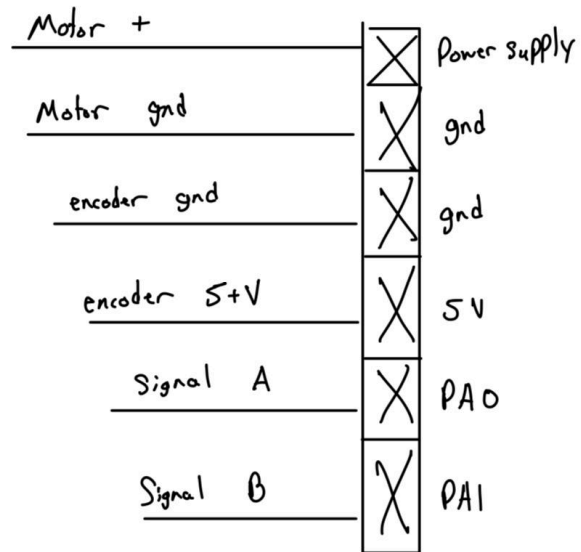 Motor + Power supply
Motor gnd gnd
encoder gnd gnd
encoder 5+V 5V
Signal A PA0
Signal B PA1